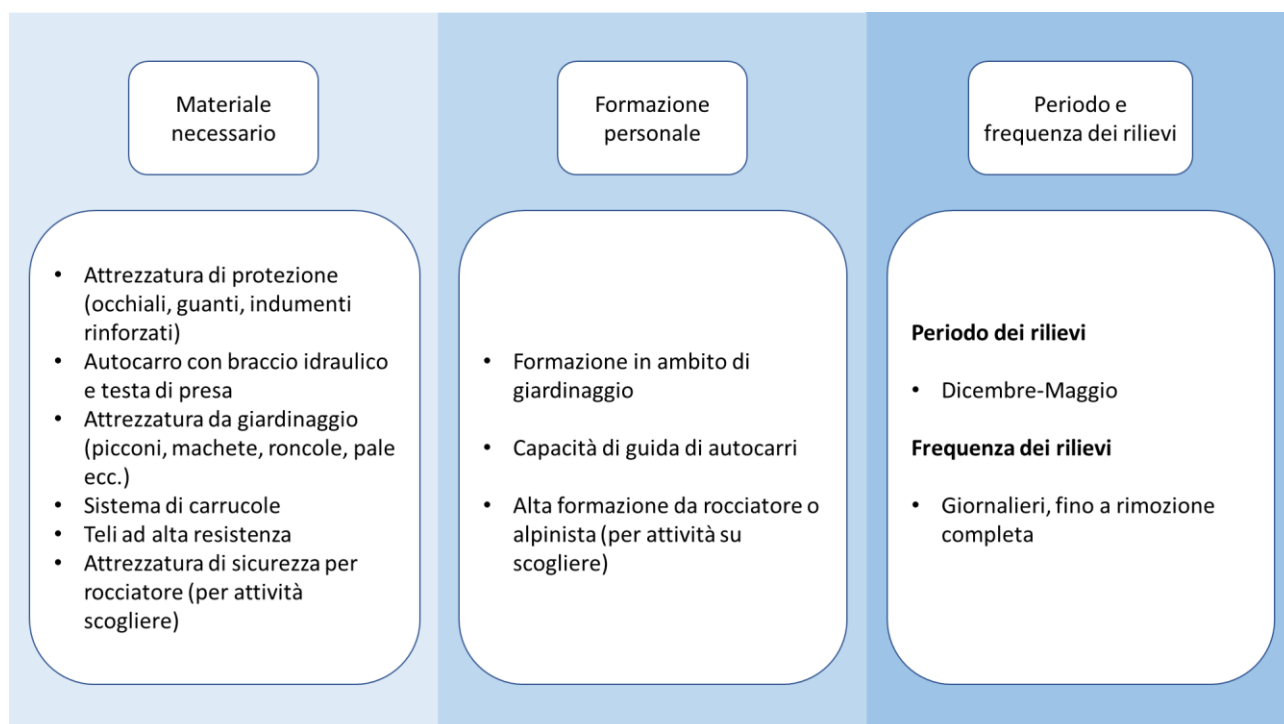 Materiale
necessario
Attrezzatura di protezione
(occhiali, guanti, indumenti
rinforzati)
Autocarro con braccio idraulico
e testa di presa
Attrezzatura da giardinaggio
(picconi, machete, roncole, pale
ecc.)
Sistema di carrucole
Teli ad alta resistenza
Attrezzatura di sicurezza per
rocciatore (per attività
scogliere)
Formazione
personale
Formazione in ambito di
giardinaggio
Capacità di guida di autocarri
Alta formazione da rocciatore o
alpinista (per attività su
scogliere)
Periodo e
frequenza dei rilievi
Periodo dei rilievi
Dicembre-Maggio
Frequenza dei rilievi
Giornalieri, fino a rimozione
completa